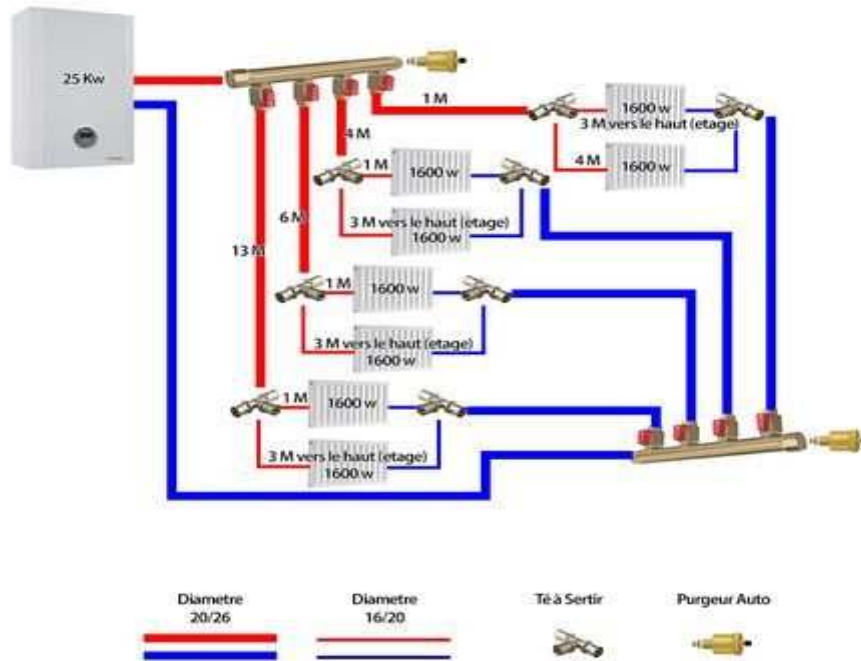 25 Kw
1 M
1600 w
3 M vers le haut (etage)
4 M
1600 w
4 M
1 M
1600 w
3 M vers le haut (etage)
1600 w
6 M
13 M
1 M
1600 w
3 M vers le haut (etage)
1600 w
1 M
1600 w
3 M vers le haut (etage)
1600 w
Diametre
20/26
Diametre
16/20
Té à Sertir
Purgeur Auto